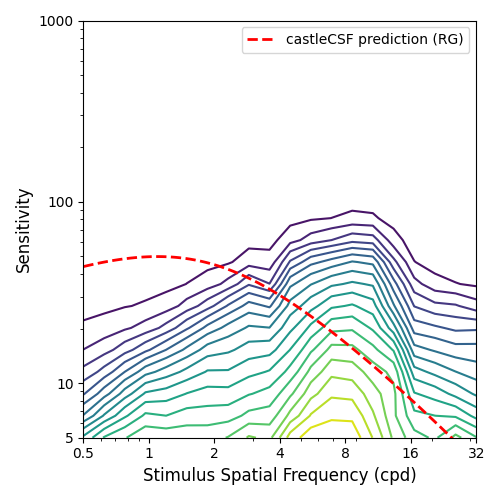 1000
castleCSF prediction (RG)
100
Sensitivity
10
5
0.5 1 2 4 8 16 32
Stimulus Spatial Frequency (cpd)